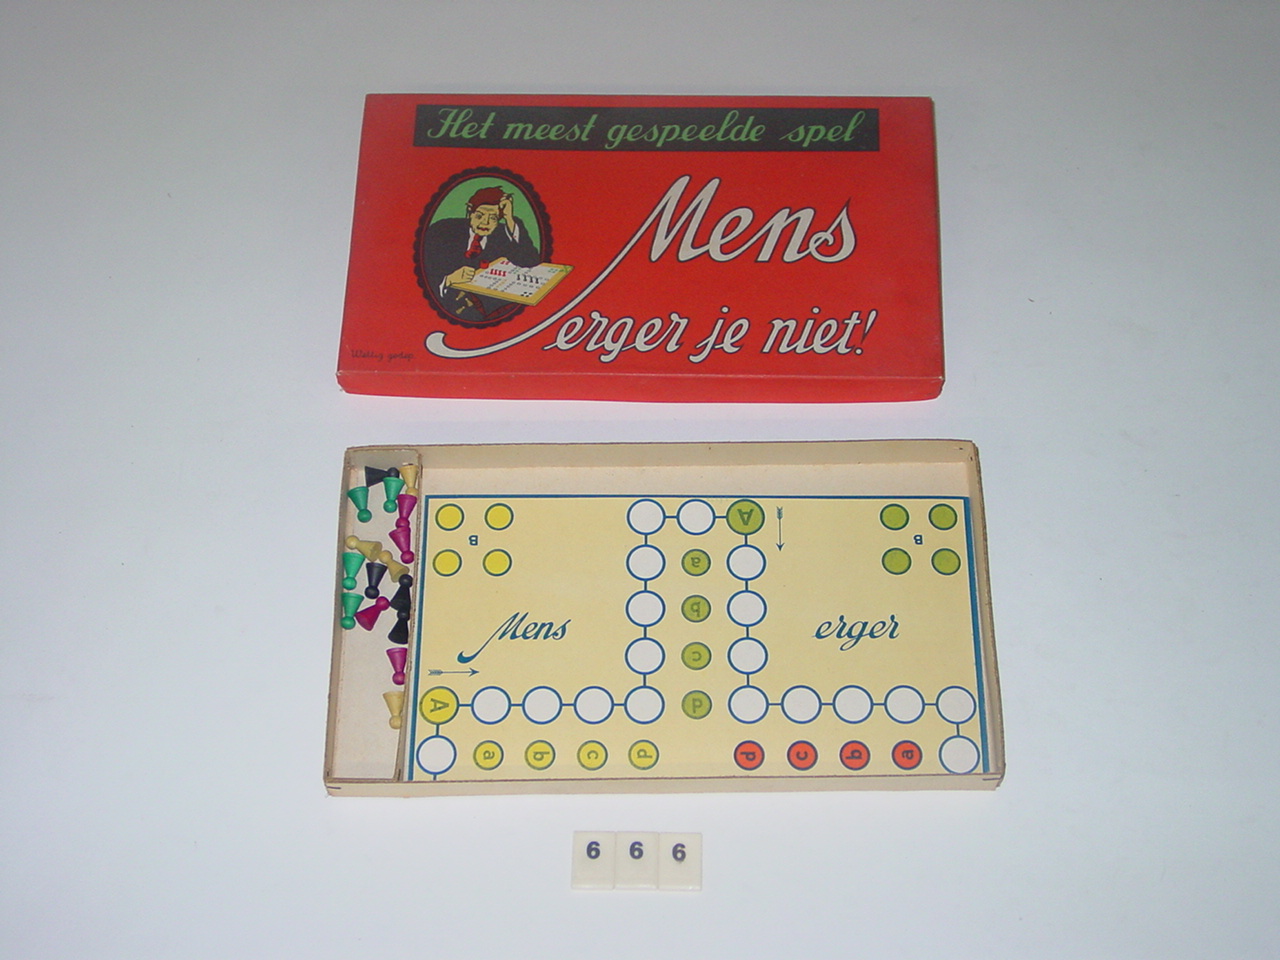 Het meest gespeelde spel
Mens
erger je niet!
B
A
B
a
b
Mens
erger
c
A
d
a b c d
d c b a
6 6 6